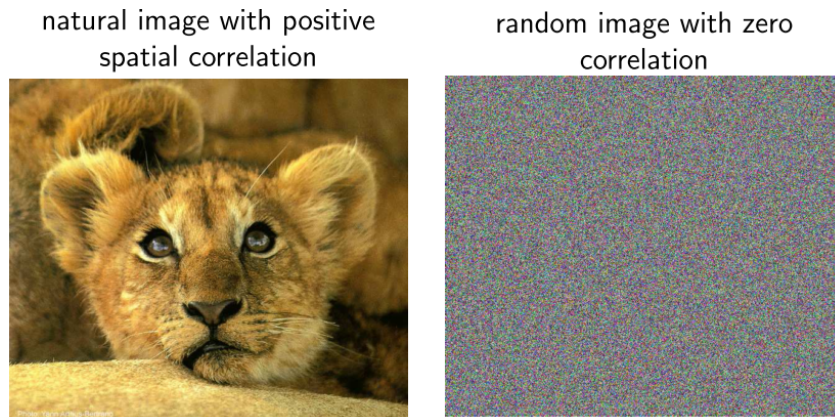 natural image with positive
spatial correlation
random image with zero
correlation